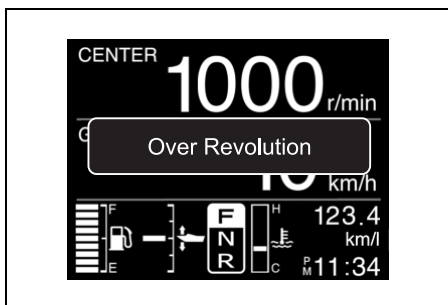 CENTER
1000 r/min
Over Revolution
km/h
F
E
F
N
R
H
C
123.4
km/l
PM 11:34